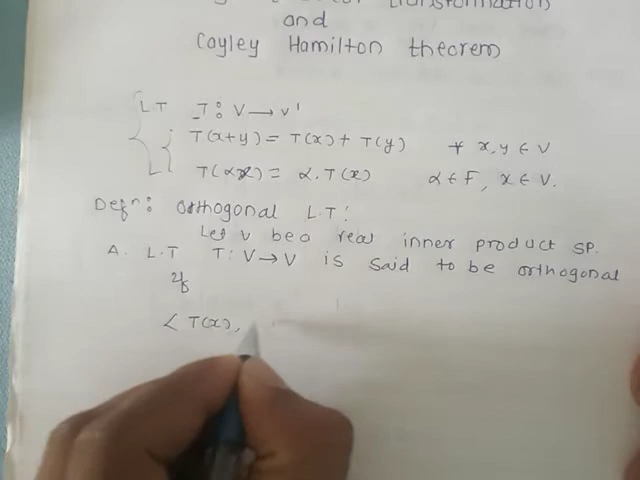 transformation
and
Cayley Hamilton theorem
LT T: V → V'
T(x+y) = T(x) + T(y) ∀ x, y ∈ V
T(αx) = α. T(x) α ∈ F, x ∈ V.
Defⁿ: Orthogonal L.T:
Let V be a real inner product sp.
A. L.T T: V → V is said to be orthogonal
if
< T(x),